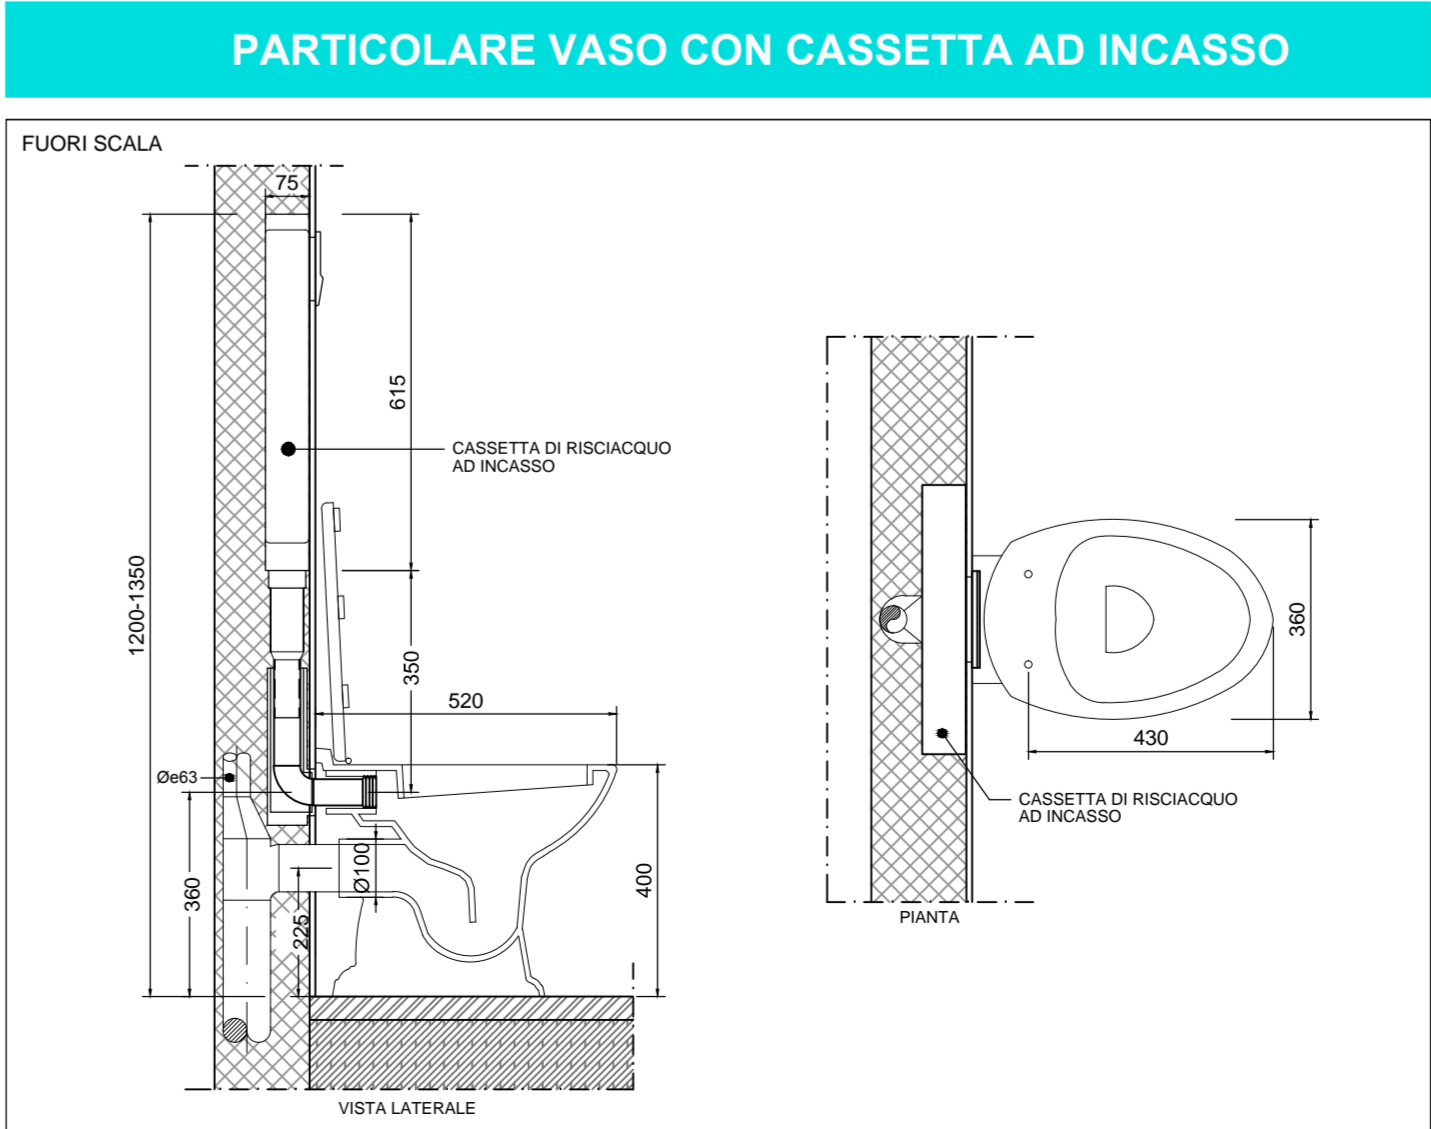 PARTICOLARE VASO CON CASSETTA AD INCASSO
FUORI SCALA
75
615
CASSETTA DI RISCIACQUO
AD INCASSO
1200-1350
350
520
Øe63
360
Ø100
225
400
VISTA LATERALE
360
430
CASSETTA DI RISCIACQUO
AD INCASSO
PIANTA